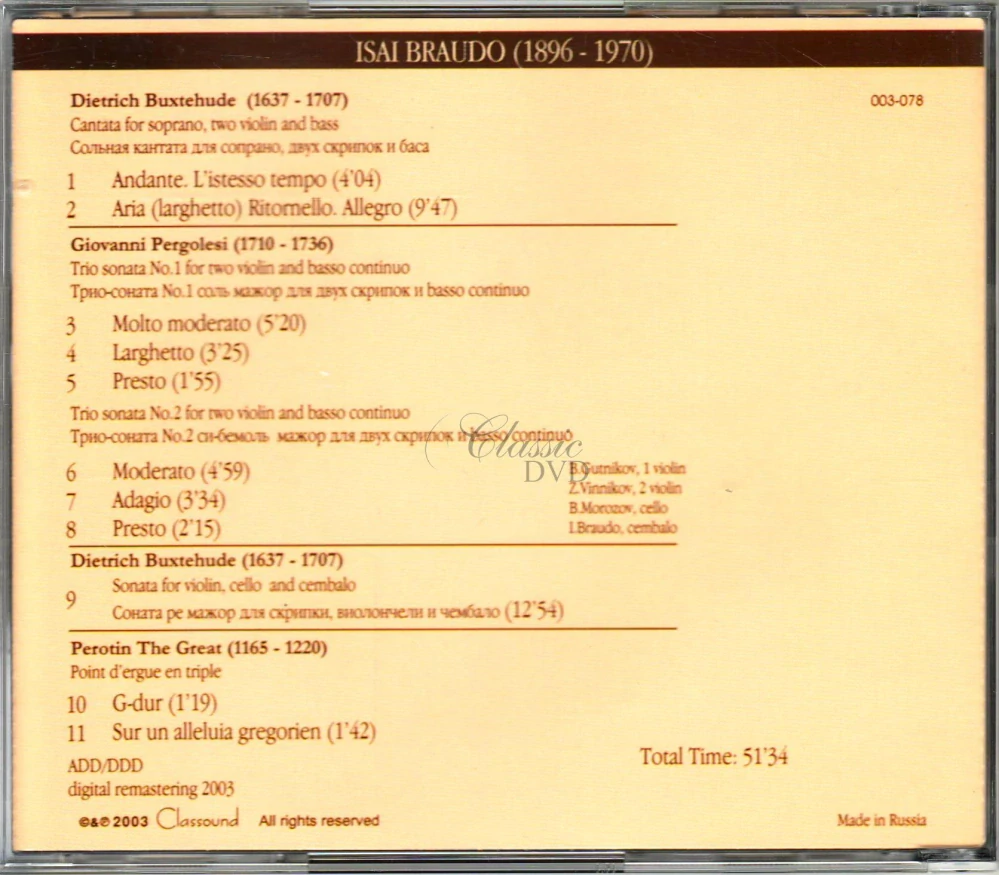 ISAI BRAUDO (1896 - 1970)
Dietrich Buxtehude (1637 - 1707)
003-078
Cantata for soprano, two violin and bass
Сольная кантата для сопрано, двух скрипок и баса
1 Andante. L'istesso tempo (4'04)
2 Aria (larghetto) Ritornello. Allegro (9'47)
Giovanni Pergolesi (1710 - 1736)
Trio sonata No.1 for two violin and basso continuo
Трио-соната No.1 соль мажор для двух скрипок и basso continuo
3 Molto moderato (5'20)
4 Larghetto (3'25)
5 Presto (1'55)
Trio sonata No.2 for two violin and basso continuo
Трио-соната No.2 си-бемоль мажор для двух скрипок и basso continuo
Classic
DVD
6 Moderato (4'59)
B.Gutnikov, 1 violin
7 Adagio (3'34)
Z.Vinnikov, 2 violin
B.Morozov, cello
8 Presto (2'15)
I.Braudo, cembalo
Dietrich Buxtehude (1637 - 1707)
9 Sonata for violin, cello and cembalo
Соната ре мажор для скрипки, виолончели и чембало (12'54)
Perotin The Great (1165 - 1220)
Point d'ergue en triple
10 G-dur (1'19)
11 Sur un alleluia gregorien (1'42)
Total Time: 51'34
ADD/DDD
digital remastering 2003
©&℗ 2003 Classound All rights reserved
Made in Russia